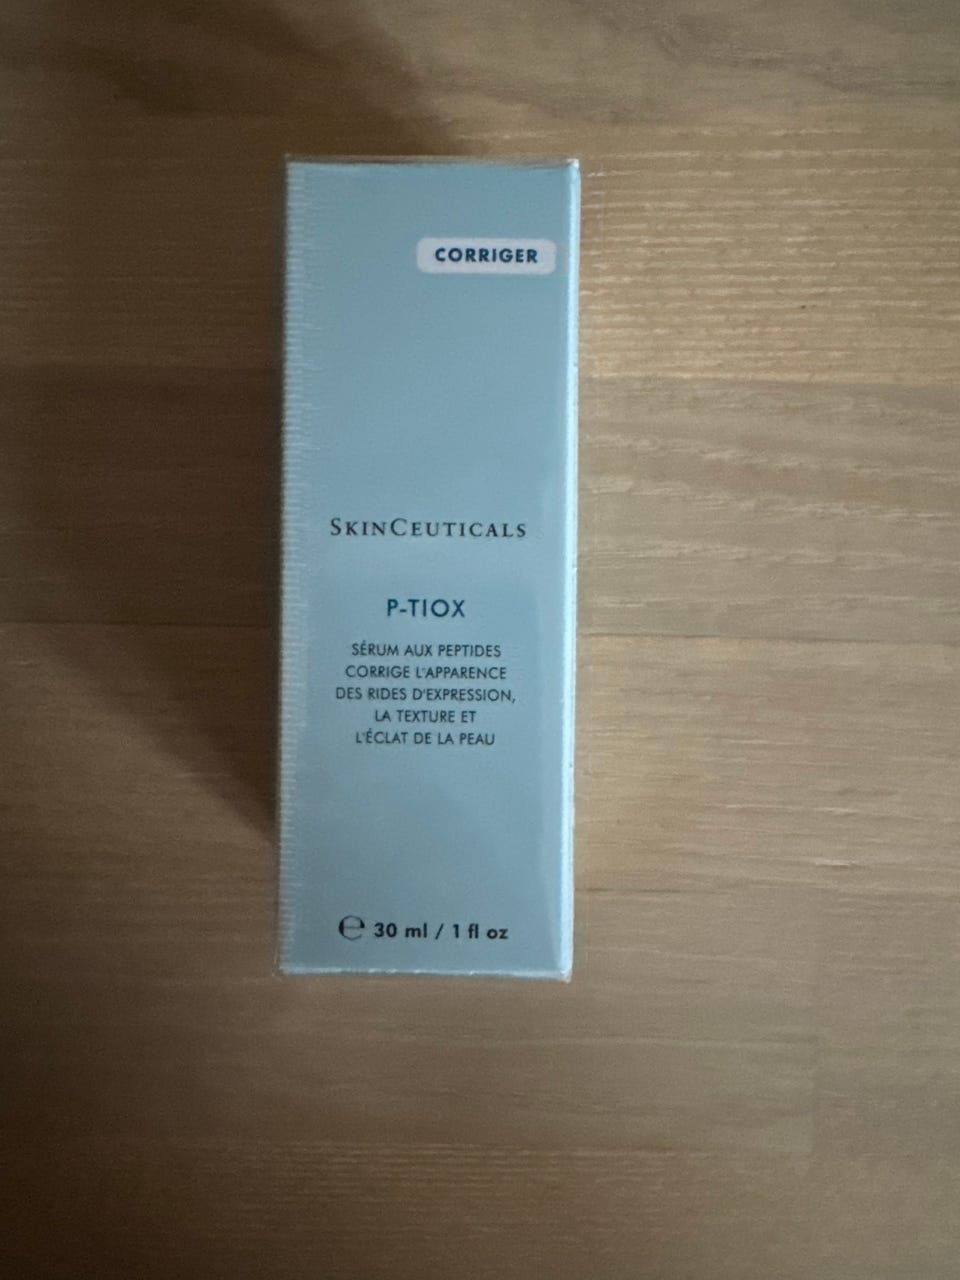 CORRIGER
SKINCEUTICALS
P-TIOX
SÉRUM AUX PEPTIDES
CORRIGE L'APPARENCE
DES RIDES D'EXPRESSION,
LA TEXTURE ET
L'ÉCLAT DE LA PEAU
℮ 30 ml / 1 fl oz